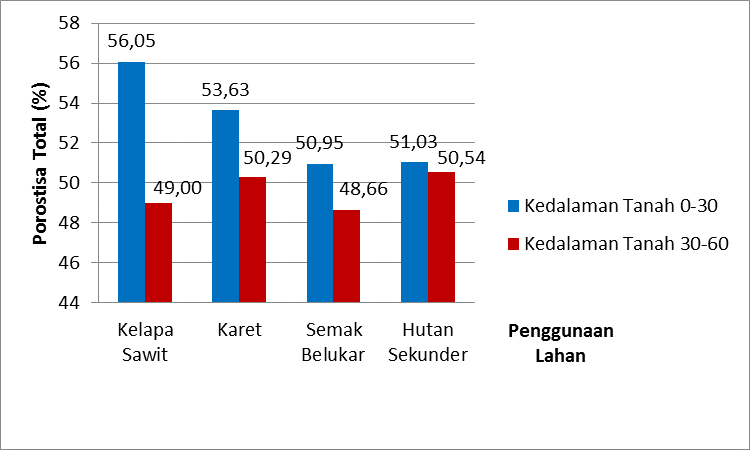 58
56
54
52
50
48
46
44
Porostisa Total (%)
56,05
49,00
53,63
50,29
50,95
48,66
51,03
50,54
Kelapa
Sawit
Karet
Semak
Belukar
Hutan
Sekunder
Penggunaan
Lahan
Kedalaman Tanah 0-30
Kedalaman Tanah 30-60